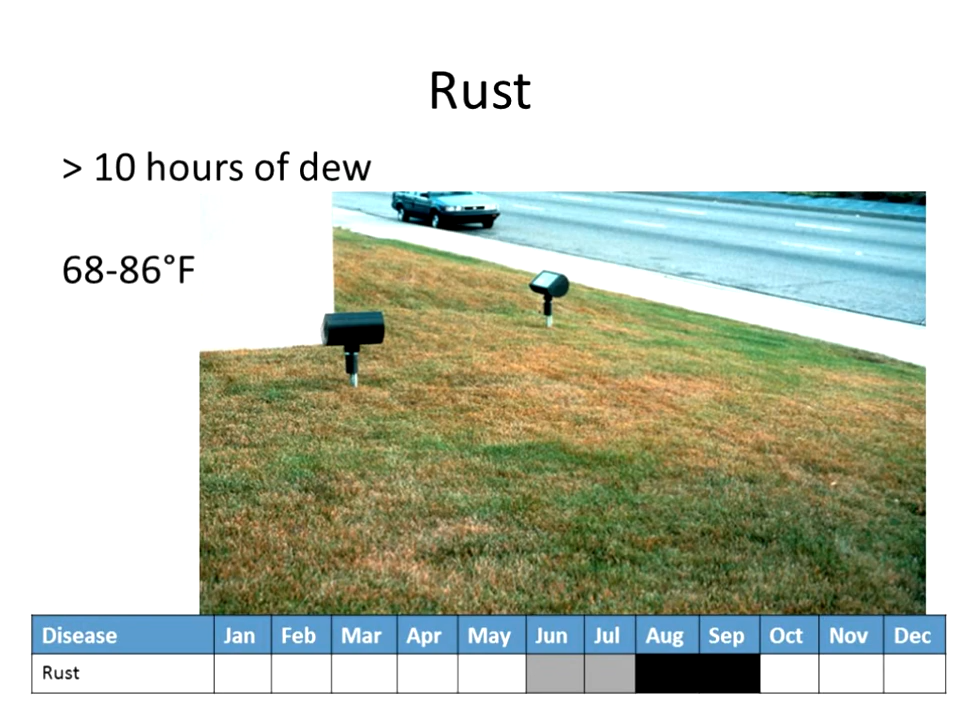 Rust
> 10 hours of dew
68-86°F
Disease Jan Feb Mar Apr May Jun Jul Aug Sep Oct Nov Dec
Rust